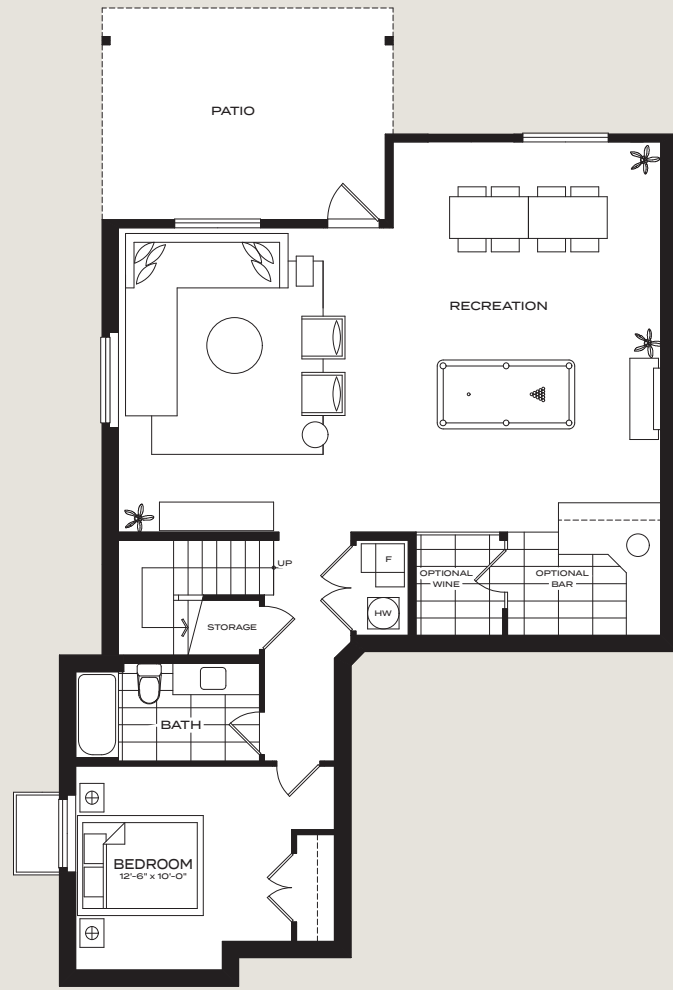 PATIO
RECREATION
UP
F
OPTIONAL
WINE
OPTIONAL
BAR
HW
STORAGE
BATH
BEDROOM
12'-6" x 10'-0"